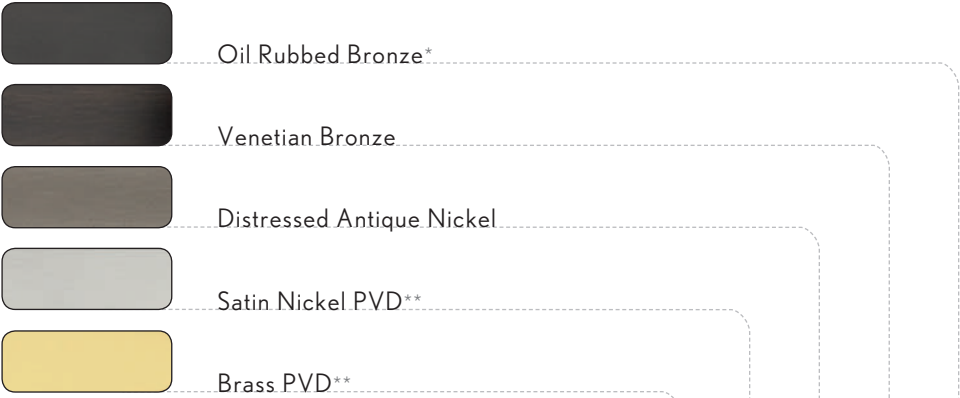 Oil Rubbed Bronze*
Venetian Bronze
Distressed Antique Nickel
Satin Nickel PVD**
Brass PVD**